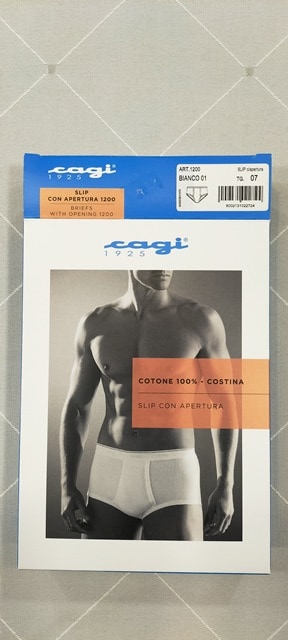 cagi®
1925
SLIP
CON APERTURA 1200
BRIEFS
WITH OPENING 1200
ART.1200
SLIP c/apertura
BIANCO 01
TG. 07
cagi®
1925
COTONE 100% - COSTINA
SLIP CON APERTURA